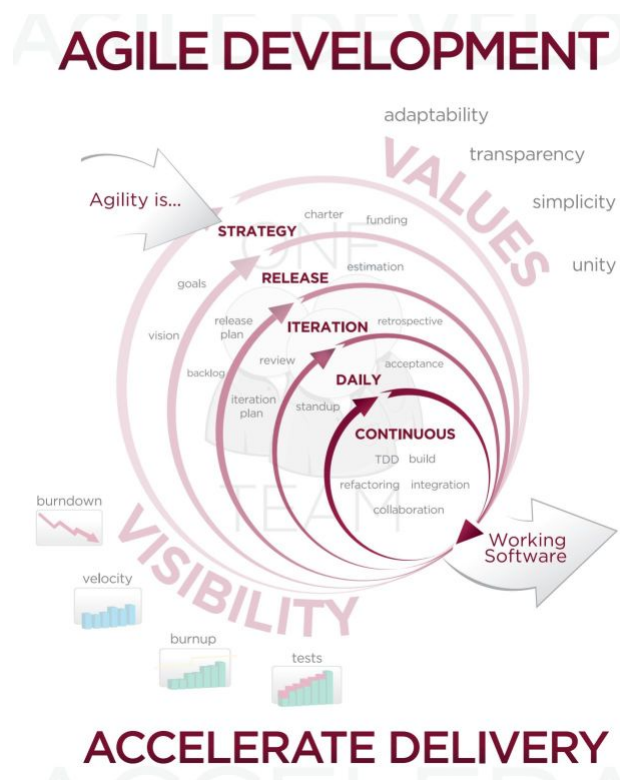 AGILE DEVELOPMENT
adaptability
transparency
simplicity
unity
VALUES
Agility is...
STRATEGY
charter
funding
goals
RELEASE
estimation
vision
release
plan
ITERATION
retrospective
backlog
review
acceptance
DAILY
iteration
plan
standup
CONTINUOUS
TDD
build
refactoring
integration
collaboration
ONE
TEAM
Working
Software
VISIBILITY
burndown
velocity
burnup
tests
ACCELERATE DELIVERY